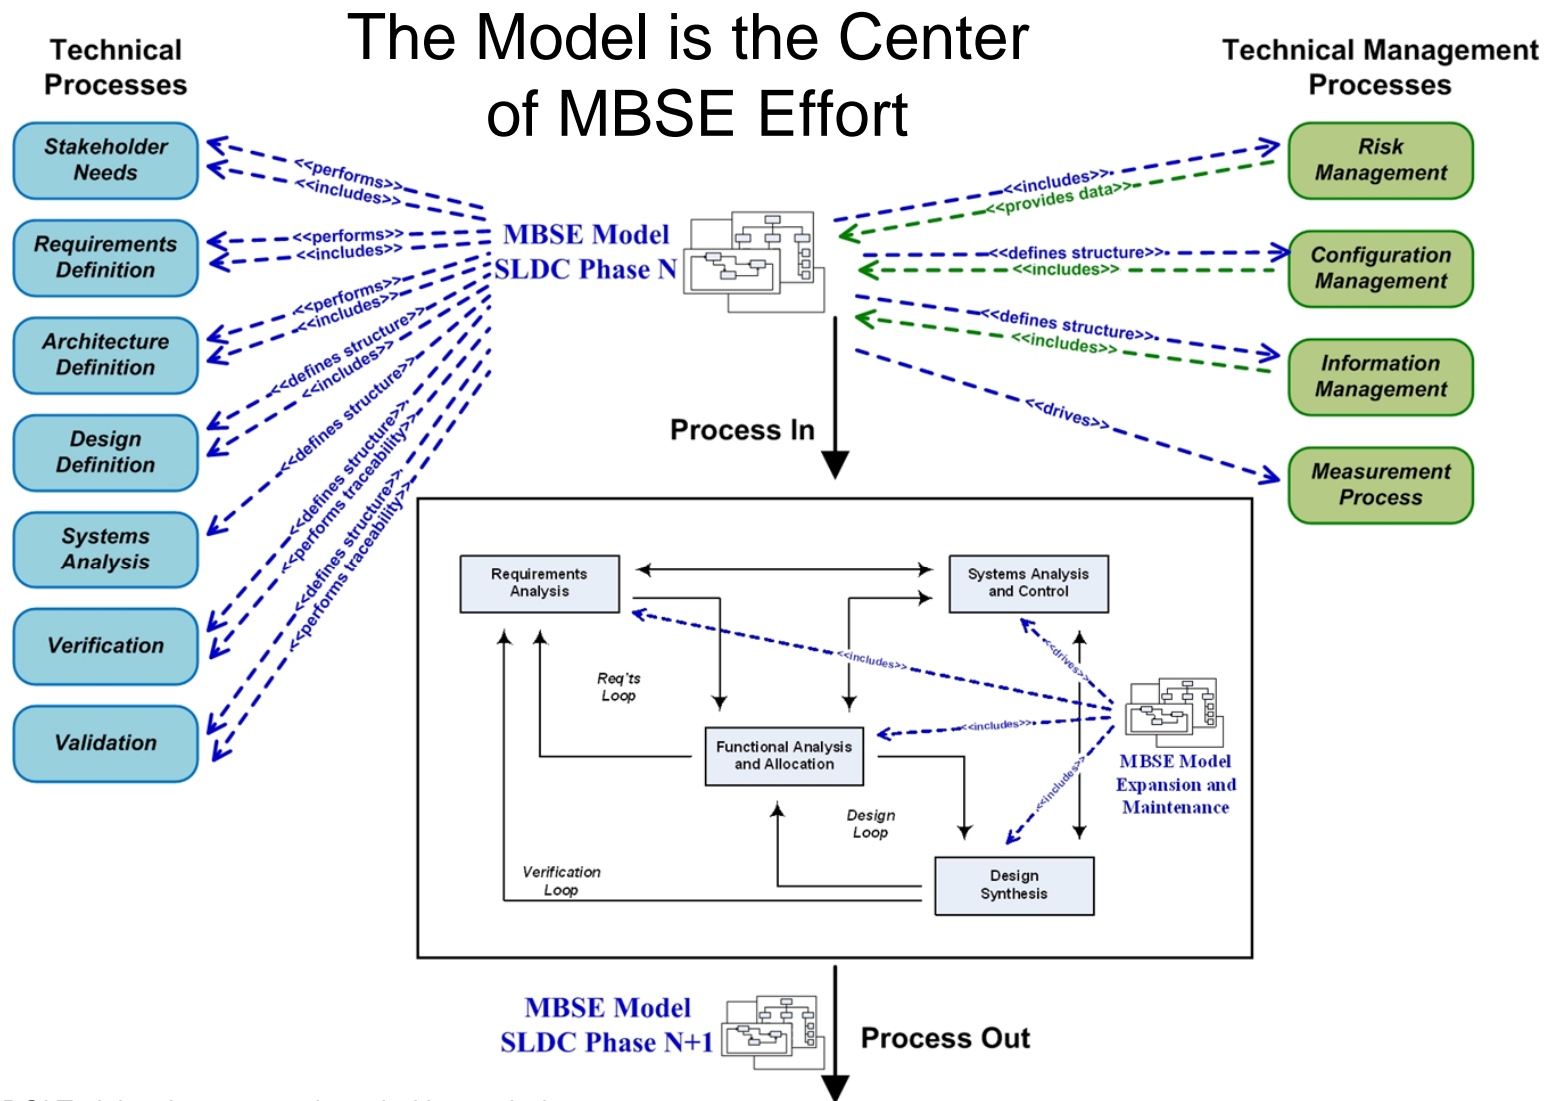 The Model is the Center
of MBSE Effort
Technical
Processes
Stakeholder
Needs
Requirements
Definition
Architecture
Definition
Design
Definition
Systems
Analysis
Verification
Validation
<<performs>>
<<includes>>
<<performs>>
<<includes>>
<<performs>>
<<includes>>
<<defines structure>>
<<includes>>
<<defines structure>>
<<defines structure>>
<<performs traceability>>
<<defines structure>>
<<performs traceability>>
MBSE Model
SLDC Phase N
Technical Management
Processes
<<includes>>
<<provides data>>
<<defines structure>>
<<includes>>
<<defines structure>>
<<includes>>
<<drives>>
Risk
Management
Configuration
Management
Information
Management
Measurement
Process
Process In
Requirements
Analysis
Systems Analysis
and Control
<<includes>>
<<drives>>
Req'ts
Loop
<<includes>>
Functional Analysis
and Allocation
MBSE Model
Expansion and
Maintenance
<<includes>>
Design
Loop
Verification
Loop
Design
Synthesis
MBSE Model
SLDC Phase N+1
Process Out